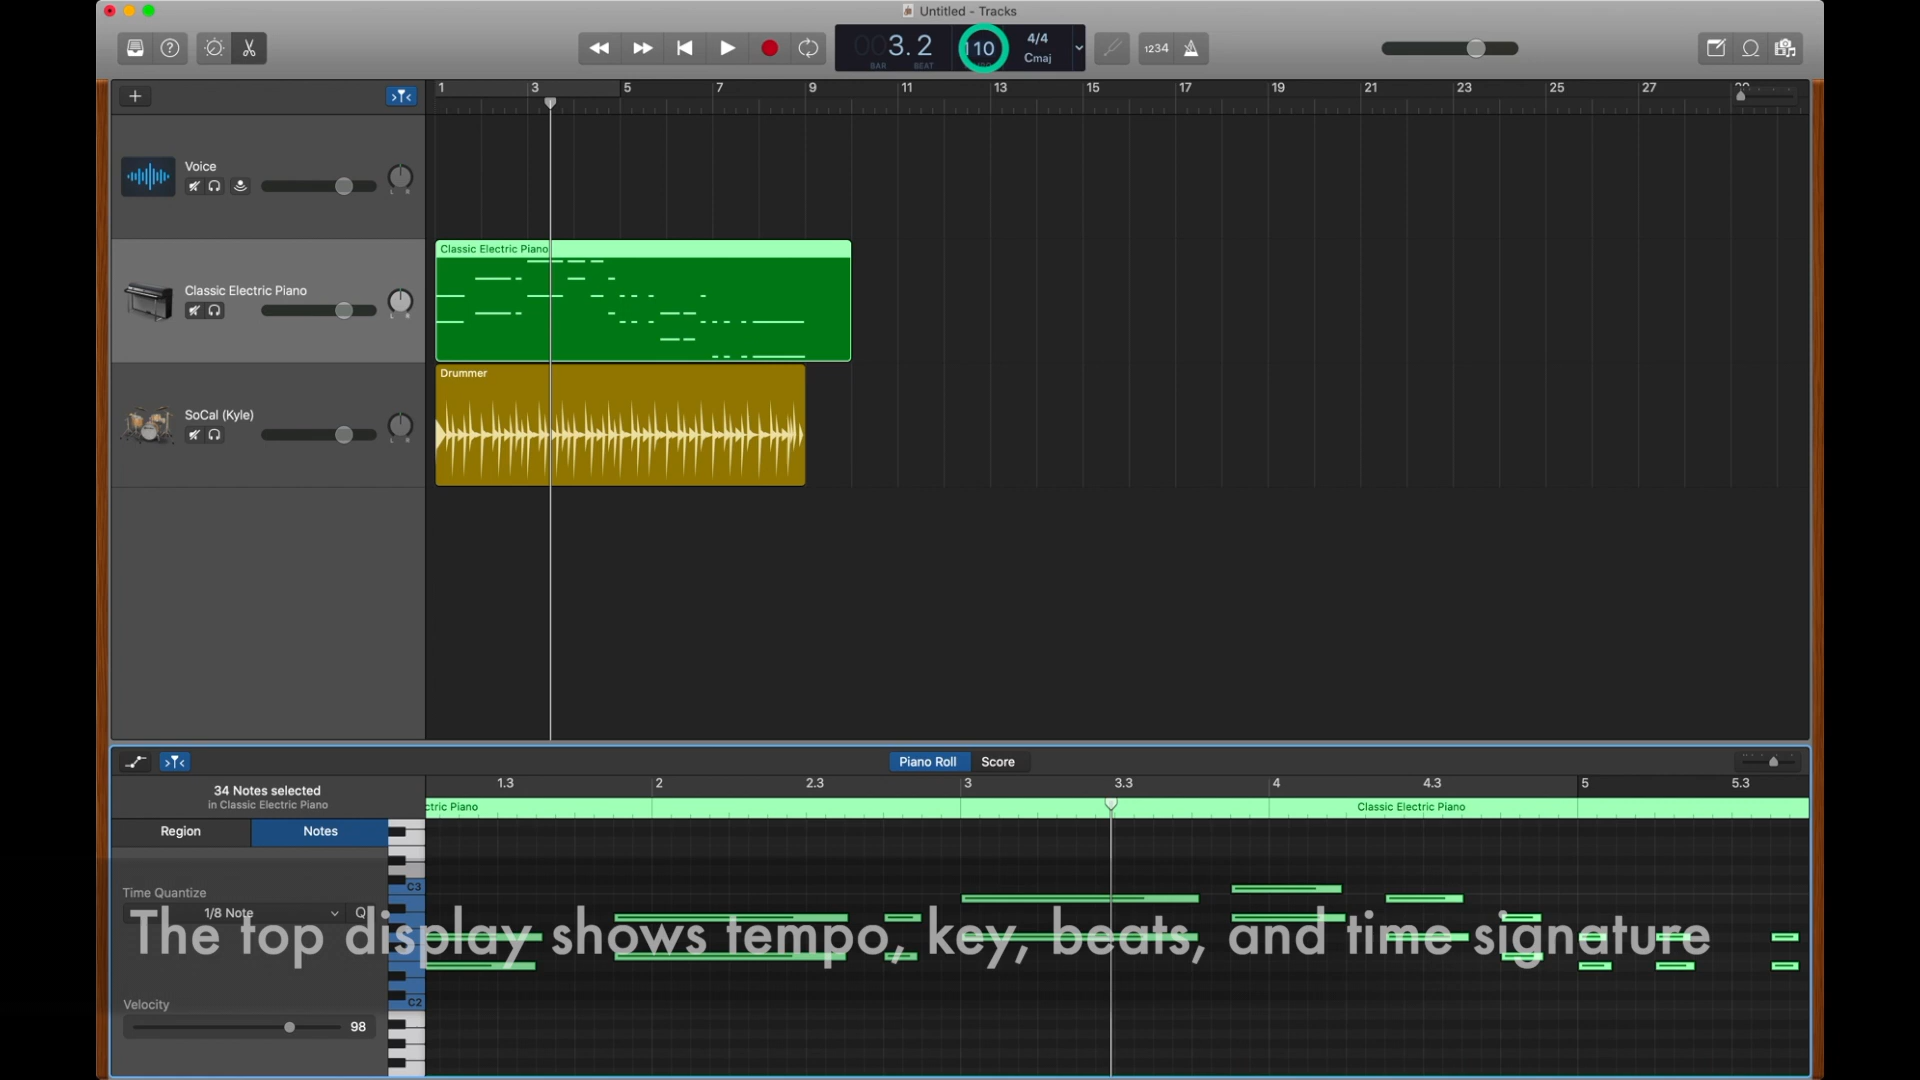 Untitled - Tracks
003.2
BAR BEAT
110
4/4
Cmaj
1234
1 3 5 7 9 11 13 15 17 19 21 23 25 27
Voice
L R
Classic Electric Piano
Classic Electric Piano
L R
Drummer
SoCal (Kyle)
L R
Piano Roll Score
34 Notes selected
in Classic Electric Piano
1.3 2 2.3 3 3.3 4 4.3 5 5.3
ctric Piano Classic Electric Piano
Region Notes
C3
Time Quantize
1/8 Note
Q
The top display shows tempo, key, beats, and time signature
C2
Velocity
98